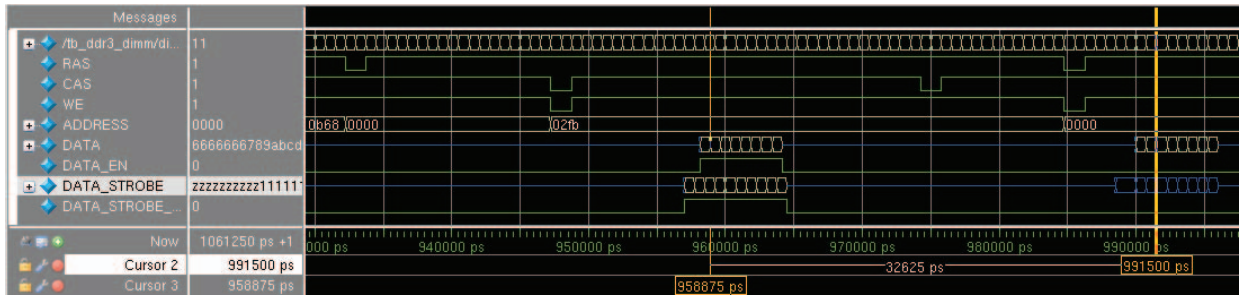 Messages
/tb_ddr3_dimm/di... 11
RAS 1
CAS 1
WE 1
ADDRESS 0000 0b68 0000 02fb 0000
DATA 6666666789abcd
DATA_EN 0
DATA_STROBE zzzzzzzzzz111111
DATA_STROBE_... 0
Now 1061250 ps +1 000 ps 940000 ps 950000 ps 960000 ps 970000 ps 980000 ps 990000 ps
Cursor 2 991500 ps 32625 ps 991500 ps
Cursor 3 958875 ps 958875 ps